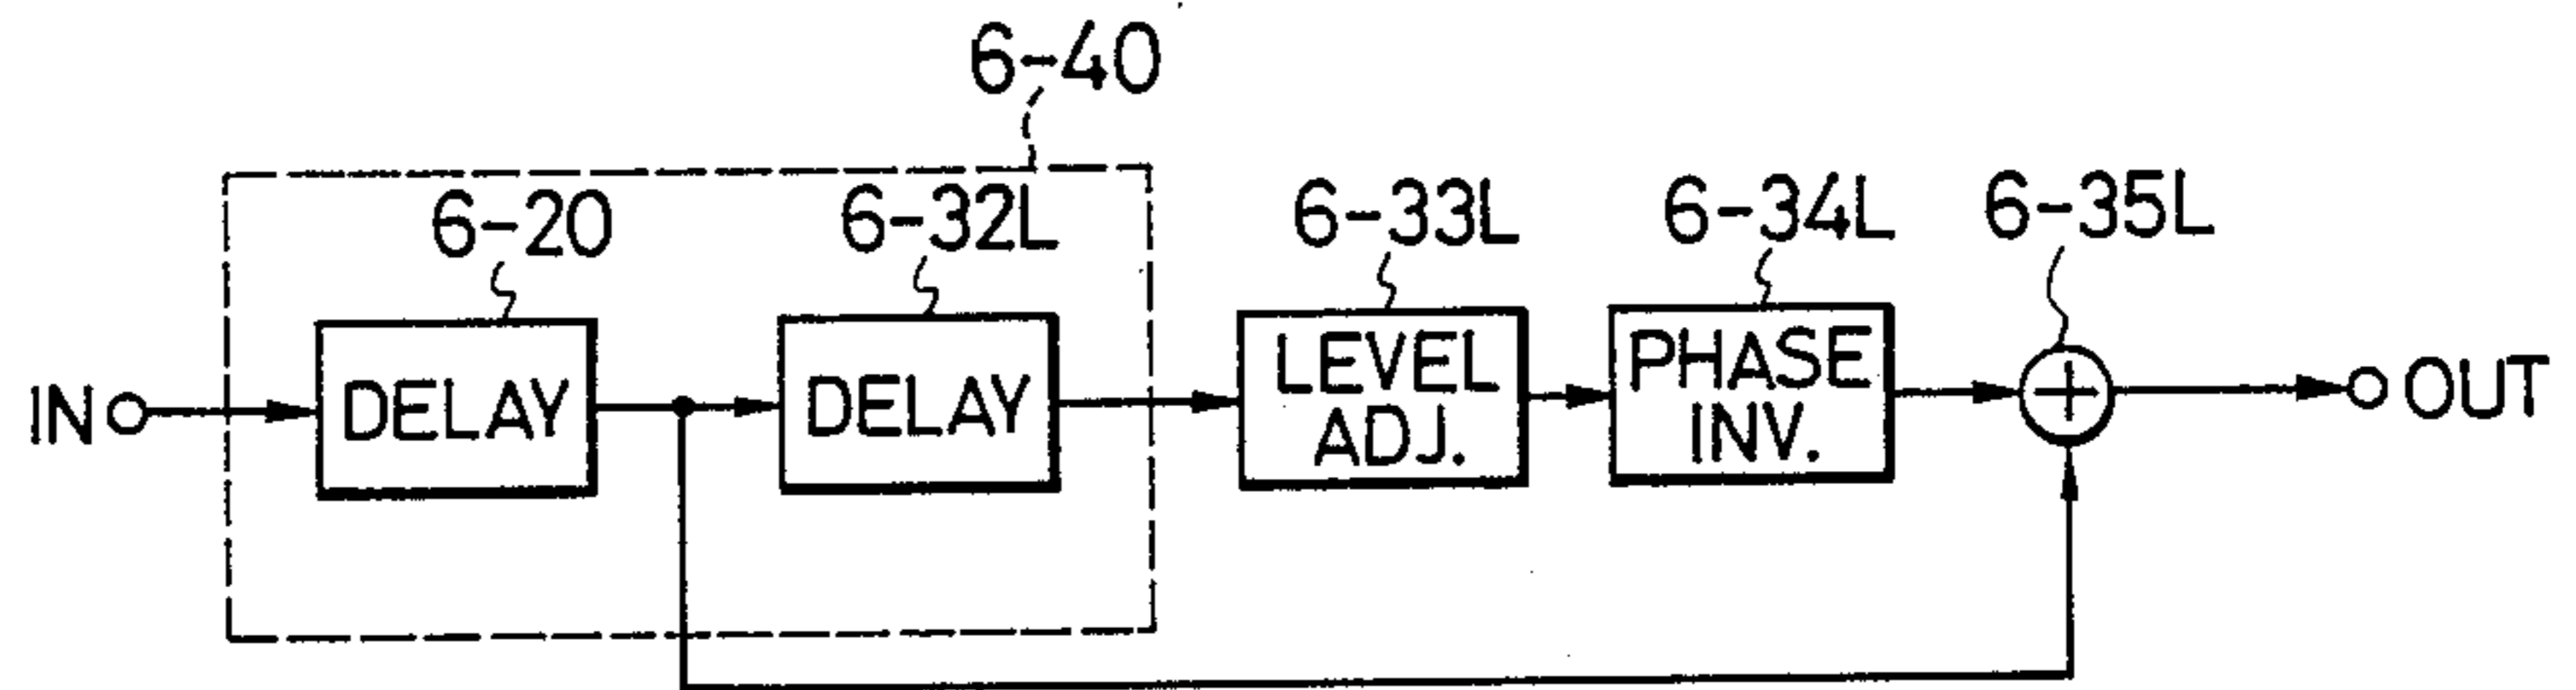 6-40
6-20
6-32L
6-33L
6-34L
6-35L
IN
DELAY
DELAY
LEVEL
ADJ.
PHASE
INV.
OUT